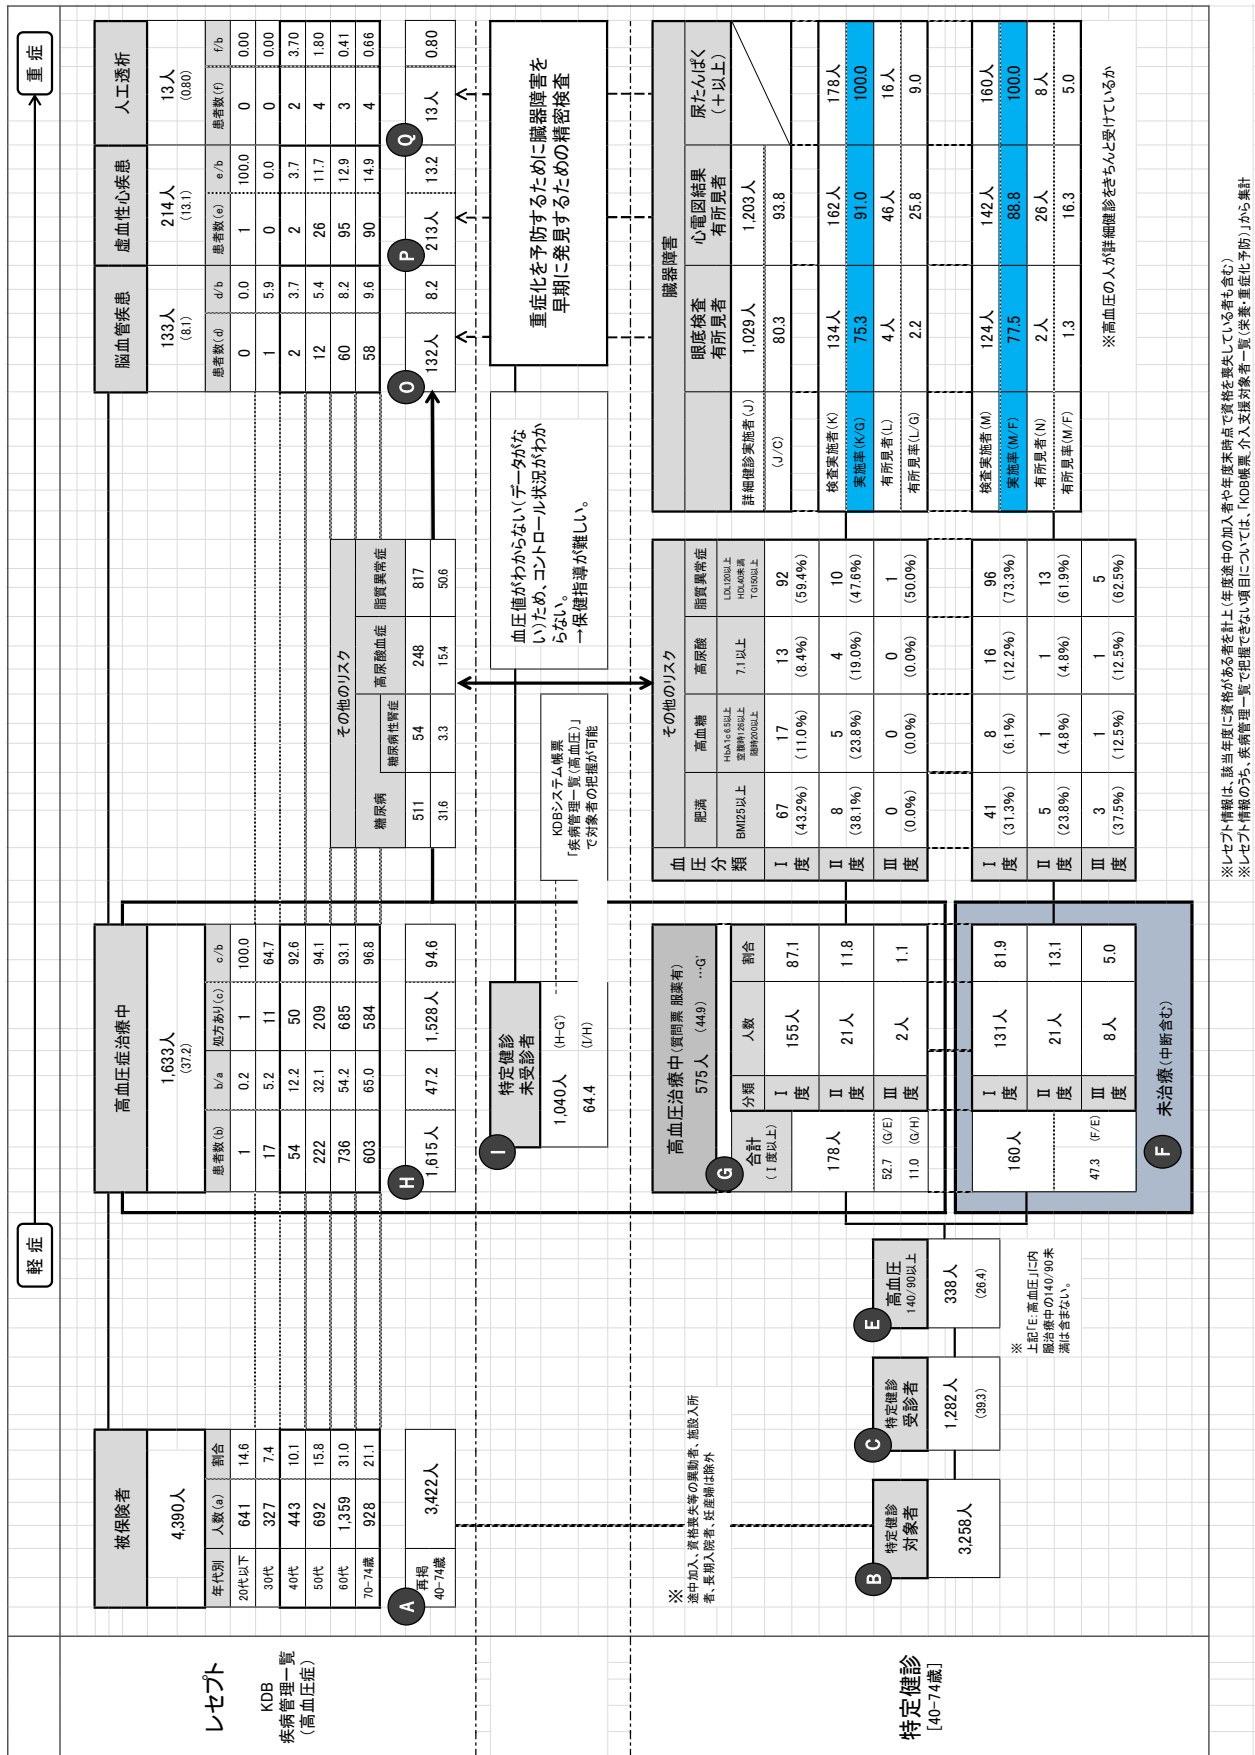 軽症
重症
レセプト
KDB
疾病管理一覧
(高血圧症)
被保険者
4,390人
年代別 人数(a) 割合
20代以下 641 14.6
30代 327 7.4
40代 443 10.1
50代 692 15.8
60代 1,359 31.0
70-74歳 928 21.1
A
再掲
40-74歳
3,422人
高血圧症治療中
1,633人
(37.2)
患者数(b) b/a 処方あり(c) c/b
1 0.2 1 100.0
17 5.2 11 64.7
54 12.2 50 92.6
222 32.1 209 94.1
736 54.2 685 93.1
603 65.0 584 96.8
H
1,615人 47.2 1,528人 94.6
その他のリスク
糖尿病 糖尿病性腎症 高尿酸血症 脂質異常症
511 54 248 817
31.6 3.3 15.4 50.6
脳血管疾患 虚血性心疾患 人工透析
133人 214人 13人
(8.1) (13.1) (0.80)
患者数(d) d/b 患者数(e) e/b 患者数(f) f/b
0 0.0 1 100.0 0 0.00
1 5.9 0 0.0 0 0.00
2 3.7 2 3.7 2 3.70
12 5.4 26 11.7 4 1.80
60 8.2 95 12.9 3 0.41
58 9.6 90 14.9 4 0.66
O P Q
132人 8.2 213人 13.2 13人 0.80
I
特定健診
未受診者
1,040人 (H-G')
64.4 (I/H)
KDBシステム帳票
「疾病管理一覧(高血圧)」
で対象者の把握が可能
血圧値がわからない(データがな
い)ため、コントロール状況がわか
らない。
→保健指導が難しい。
重症化を予防するために臓器障害を
早期に発見するための精密検査
特定健診
[40-74歳]
※
途中加入、資格喪失等の異動者、施設入所
者、長期入院者、妊産婦は除外
B
特定健診
対象者
3,258人
C
特定健診
受診者
1,282人
(39.3)
E
高血圧
140/90以上
338人
(26.4)
※
上記「E:高血圧」に内
服治療中の140/90未
満は含まない。
高血圧治療中(質問票 服薬有)
575人 (44.9) …G'
G
合計
(Ⅰ度以上)
分類 人数 割合
178人
52.7 (G/E)
11.0 (G/H)
Ⅰ度 155人 87.1
Ⅱ度 21人 11.8
Ⅲ度 2人 1.1
160人
47.3 (F/E)
Ⅰ度 131人 81.9
Ⅱ度 21人 13.1
Ⅲ度 8人 5.0
F
未治療(中断含む)
その他のリスク
血圧分類
肥満 高血糖 高尿酸 脂質異常症
BMI25以上
HbA1c6.5以上
空腹時126以上
随時200以上
7.1以上
LDL120以上
HDL40未満
TG150以上
Ⅰ度 67 17 13 92
(43.2%) (11.0%) (8.4%) (59.4%)
Ⅱ度 8 5 4 10
(38.1%) (23.8%) (19.0%) (47.6%)
Ⅲ度 0 0 0 1
(0.0%) (0.0%) (0.0%) (50.0%)
Ⅰ度 41 8 16 96
(31.3%) (6.1%) (12.2%) (73.3%)
Ⅱ度 5 1 1 13
(23.8%) (4.8%) (4.8%) (61.9%)
Ⅲ度 3 1 1 5
(37.5%) (12.5%) (12.5%) (62.5%)
臓器障害
眼底検査
有所見者
心電図結果
有所見者
尿たんぱく
(+以上)
詳細健診実施者(J) 1,029人 1,203人
(J/C) 80.3 93.8
検査実施者(K) 134人 162人 178人
実施率(K/G) 75.3 91.0 100.0
有所見者(L) 4人 46人 16人
有所見率(L/G) 2.2 25.8 9.0
検査実施者(M) 124人 142人 160人
実施率(M/F) 77.5 88.8 100.0
有所見者(N) 2人 26人 8人
有所見率(M/F) 1.3 16.3 5.0
※高血圧の人が詳細健診をきちんと受けているか
※レセプト情報は、該当年度に資格がある者を計上(年度途中の加入者や年度末時点で資格を喪失している者も含む)
※レセプト情報のうち、疾病管理一覧で把握できない項目については、「KDB帳票_介入支援対象者一覧(栄養・重症化予防)」から集計